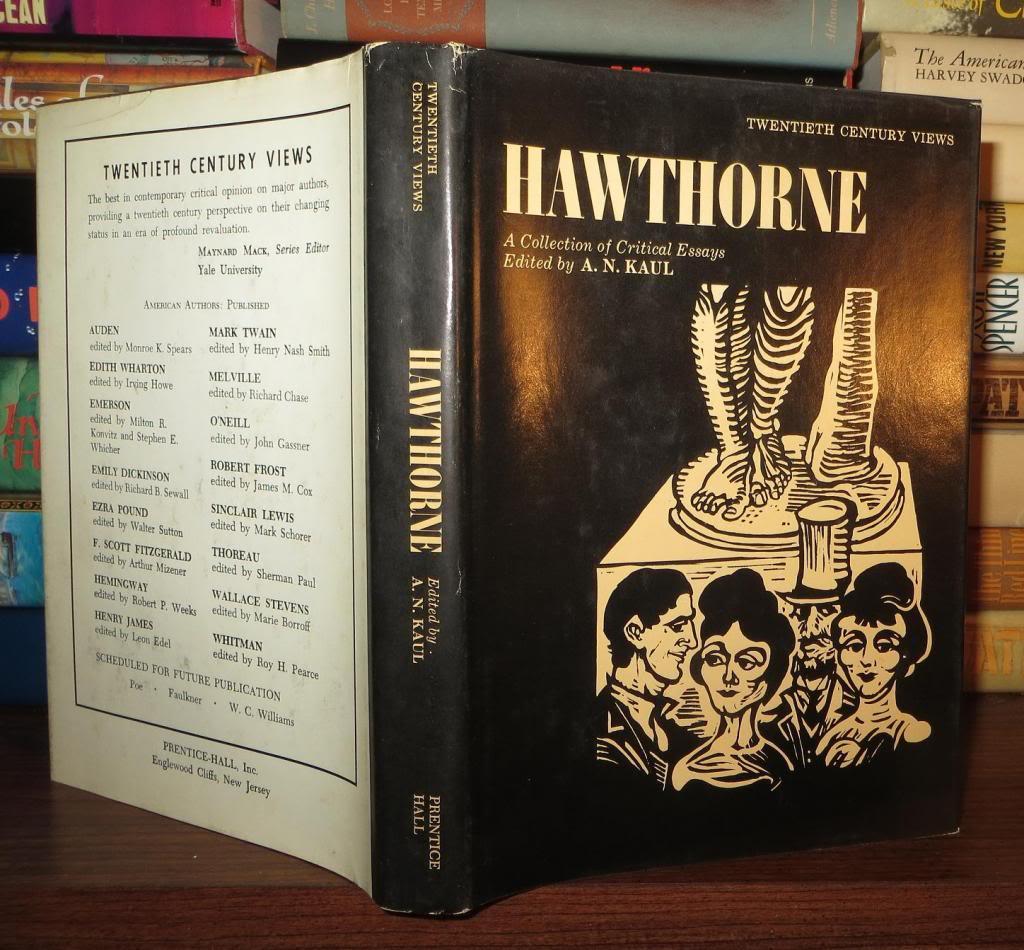 TWENTIETH CENTURY VIEWS
The best in contemporary critical opinion on major authors,
providing a twentieth century perspective on their changing
status in an era of profound revaluation.
MAYNARD MACK, Series Editor
Yale University
AMERICAN AUTHORS: PUBLISHED
AUDEN
edited by Monroe K. Spears
EDITH WHARTON
edited by Irving Howe
EMERSON
edited by Milton R.
Konvitz and Stephen E.
Whicher
EMILY DICKINSON
edited by Richard B. Sewall
EZRA POUND
edited by Walter Sutton
F. SCOTT FITZGERALD
edited by Arthur Mizener
HEMINGWAY
edited by Robert P. Weeks
HENRY JAMES
edited by Leon Edel
MARK TWAIN
edited by Henry Nash Smith
MELVILLE
edited by Richard Chase
O'NEILL
edited by John Gassner
ROBERT FROST
edited by James M. Cox
SINCLAIR LEWIS
edited by Mark Schorer
THOREAU
edited by Sherman Paul
WALLACE STEVENS
edited by Marie Borroff
WHITMAN
edited by Roy H. Pearce
SCHEDULED FOR FUTURE PUBLICATION
Poe · Faulkner · W. C. Williams
PRENTICE-HALL, Inc.
Englewood Cliffs, New Jersey
TWENTIETH
CENTURY VIEWS
HAWTHORNE
Edited by
A. N. KAUL
PRENTICE
HALL
TWENTIETH CENTURY VIEWS
HAWTHORNE
A Collection of Critical Essays
Edited by A. N. KAUL
The American
HARVEY SWAD
NEW YORK
SPENCER